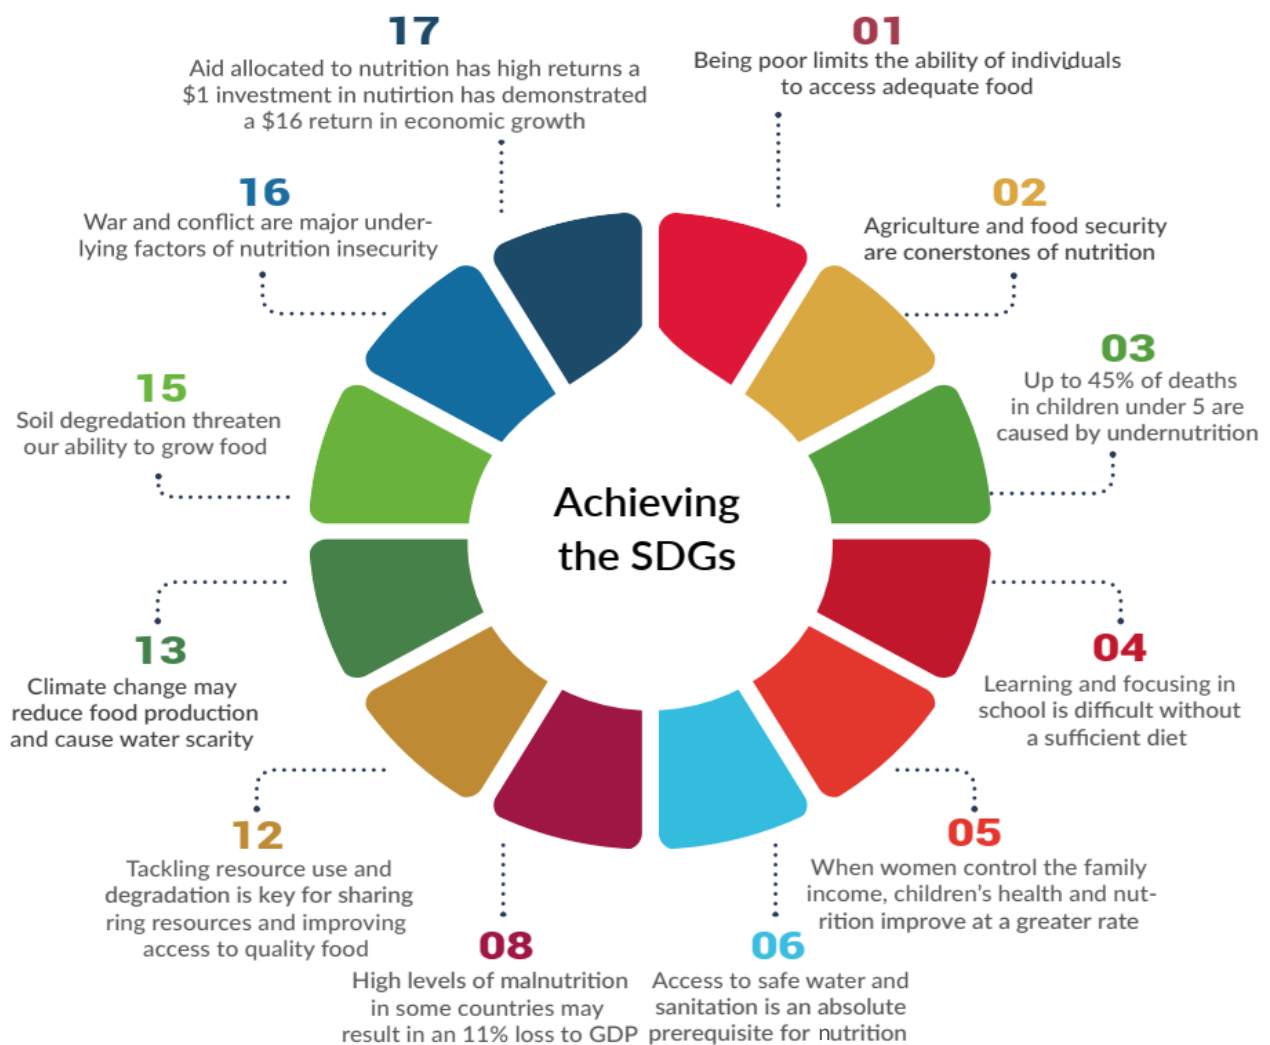 17
Aid allocated to nutrition has high returns a
$1 investment in nutirtion has demonstrated
a $16 return in economic growth
01
Being poor limits the ability of individuals
to access adequate food
16
War and conflict are major under-
lying factors of nutrition insecurity
02
Agriculture and food security
are conerstones of nutrition
03
Up to 45% of deaths
in children under 5 are
caused by undernutrition
15
Soil degredation threaten
our ability to grow food
Achieving
the SDGs
13
Climate change may
reduce food production
and cause water scarity
04
Learning and focusing in
school is difficult without
a sufficient diet
12
Tackling resource use and
degradation is key for sharing
ring resources and improving
access to quality food
05
When women control the family
income, children's health and nut-
rition improve at a greater rate
08
High levels of malnutrition
in some countries may
result in an 11% loss to GDP
06
Access to safe water and
sanitation is an absolute
prerequisite for nutrition